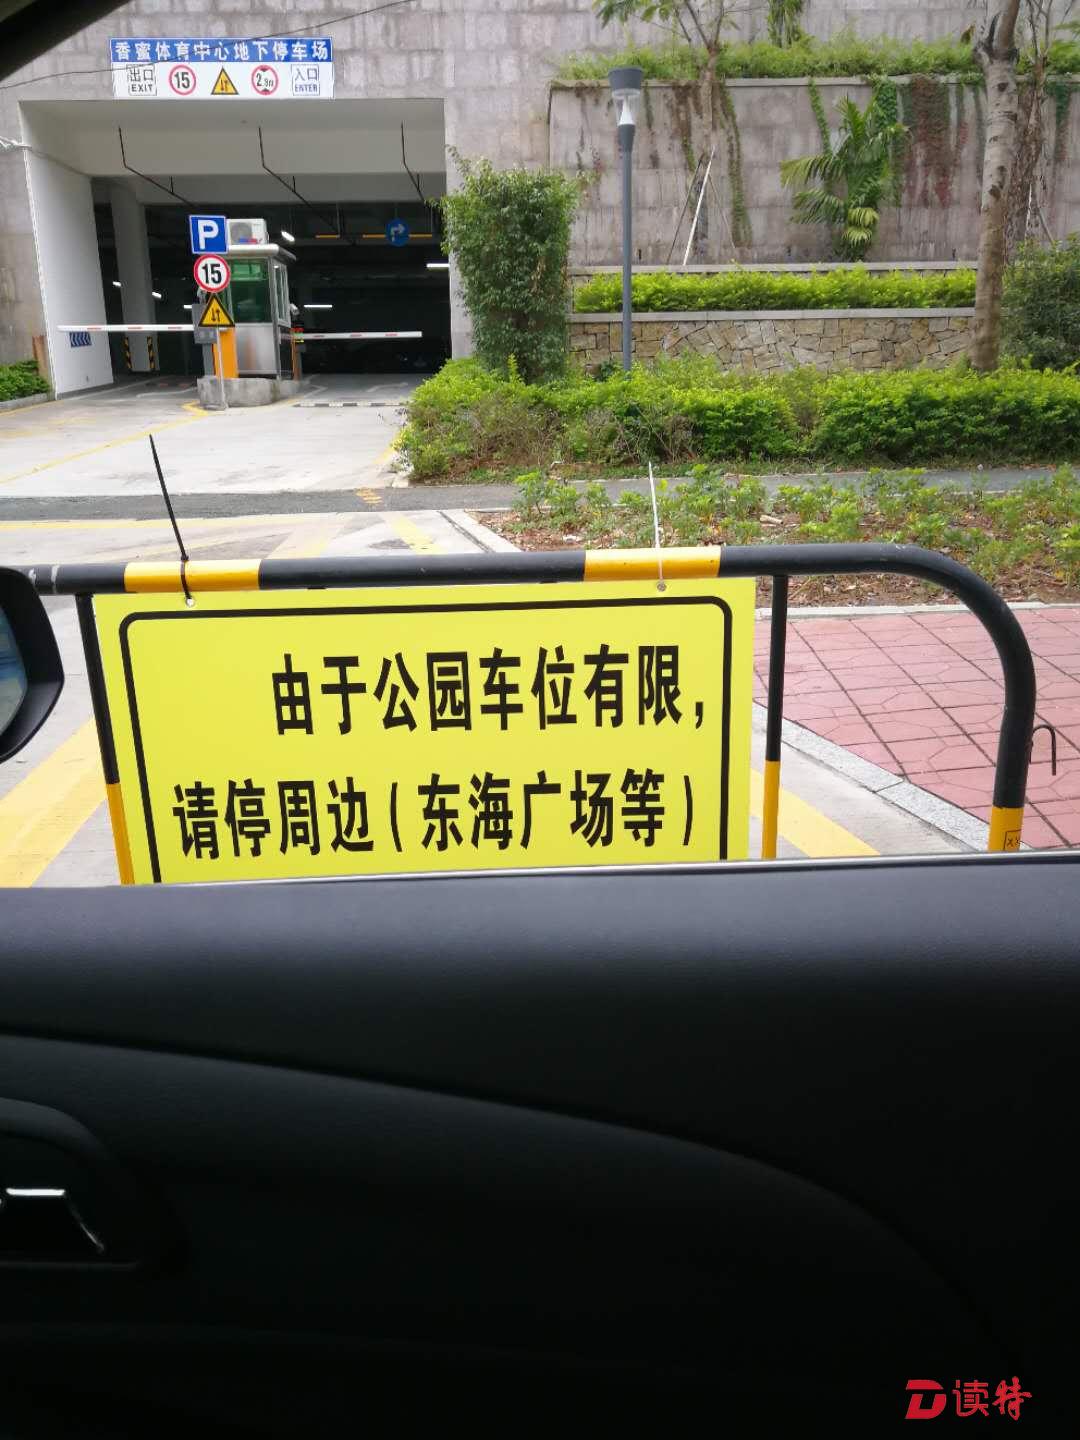 香蜜体育中心地下停车场
出口 15 2.3m 入口
EXIT ENTER
P
15
由于公园车位有限,
请停周边(东海广场等)
D读特